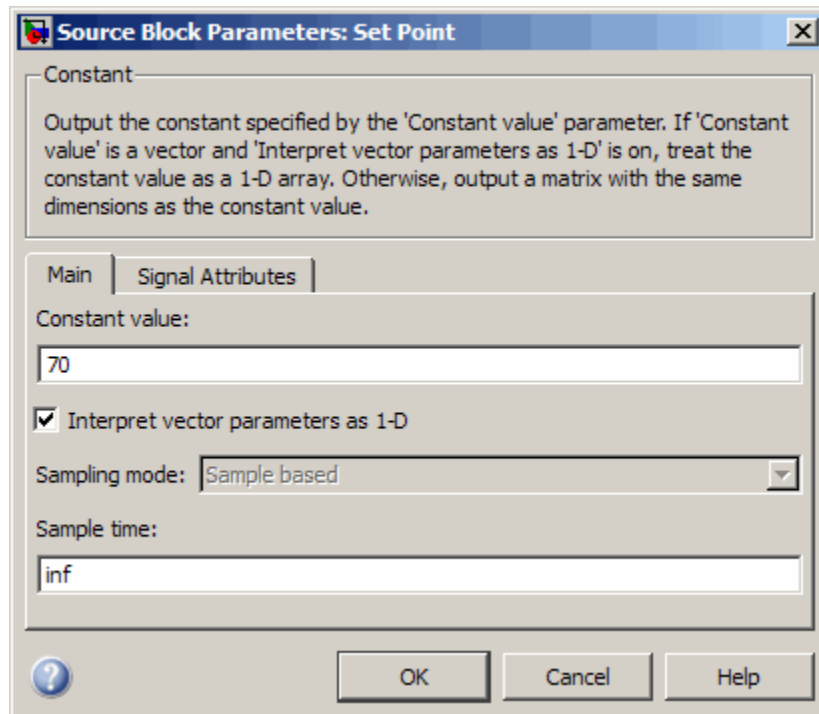 Source Block Parameters: Set Point
Constant
Output the constant specified by the 'Constant value' parameter. If 'Constant
value' is a vector and 'Interpret vector parameters as 1-D' is on, treat the
constant value as a 1-D array. Otherwise, output a matrix with the same
dimensions as the constant value.
Main Signal Attributes
Constant value:
70
Interpret vector parameters as 1-D
Sampling mode: Sample based
Sample time:
inf
? OK Cancel Help